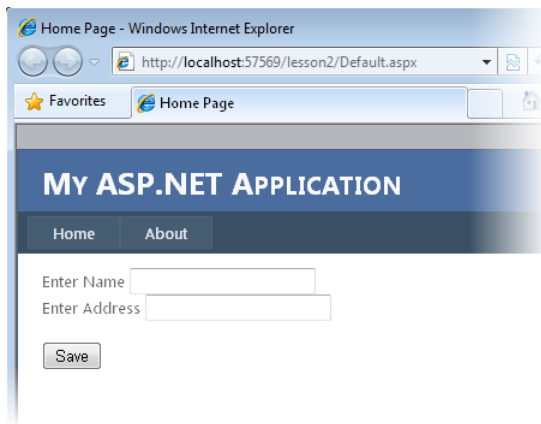 Home Page - Windows Internet Explorer
http://localhost:57569/lesson2/Default.aspx
Favorites
Home Page
MY ASP.NET APPLICATION
Home About
Enter Name
Enter Address
Save